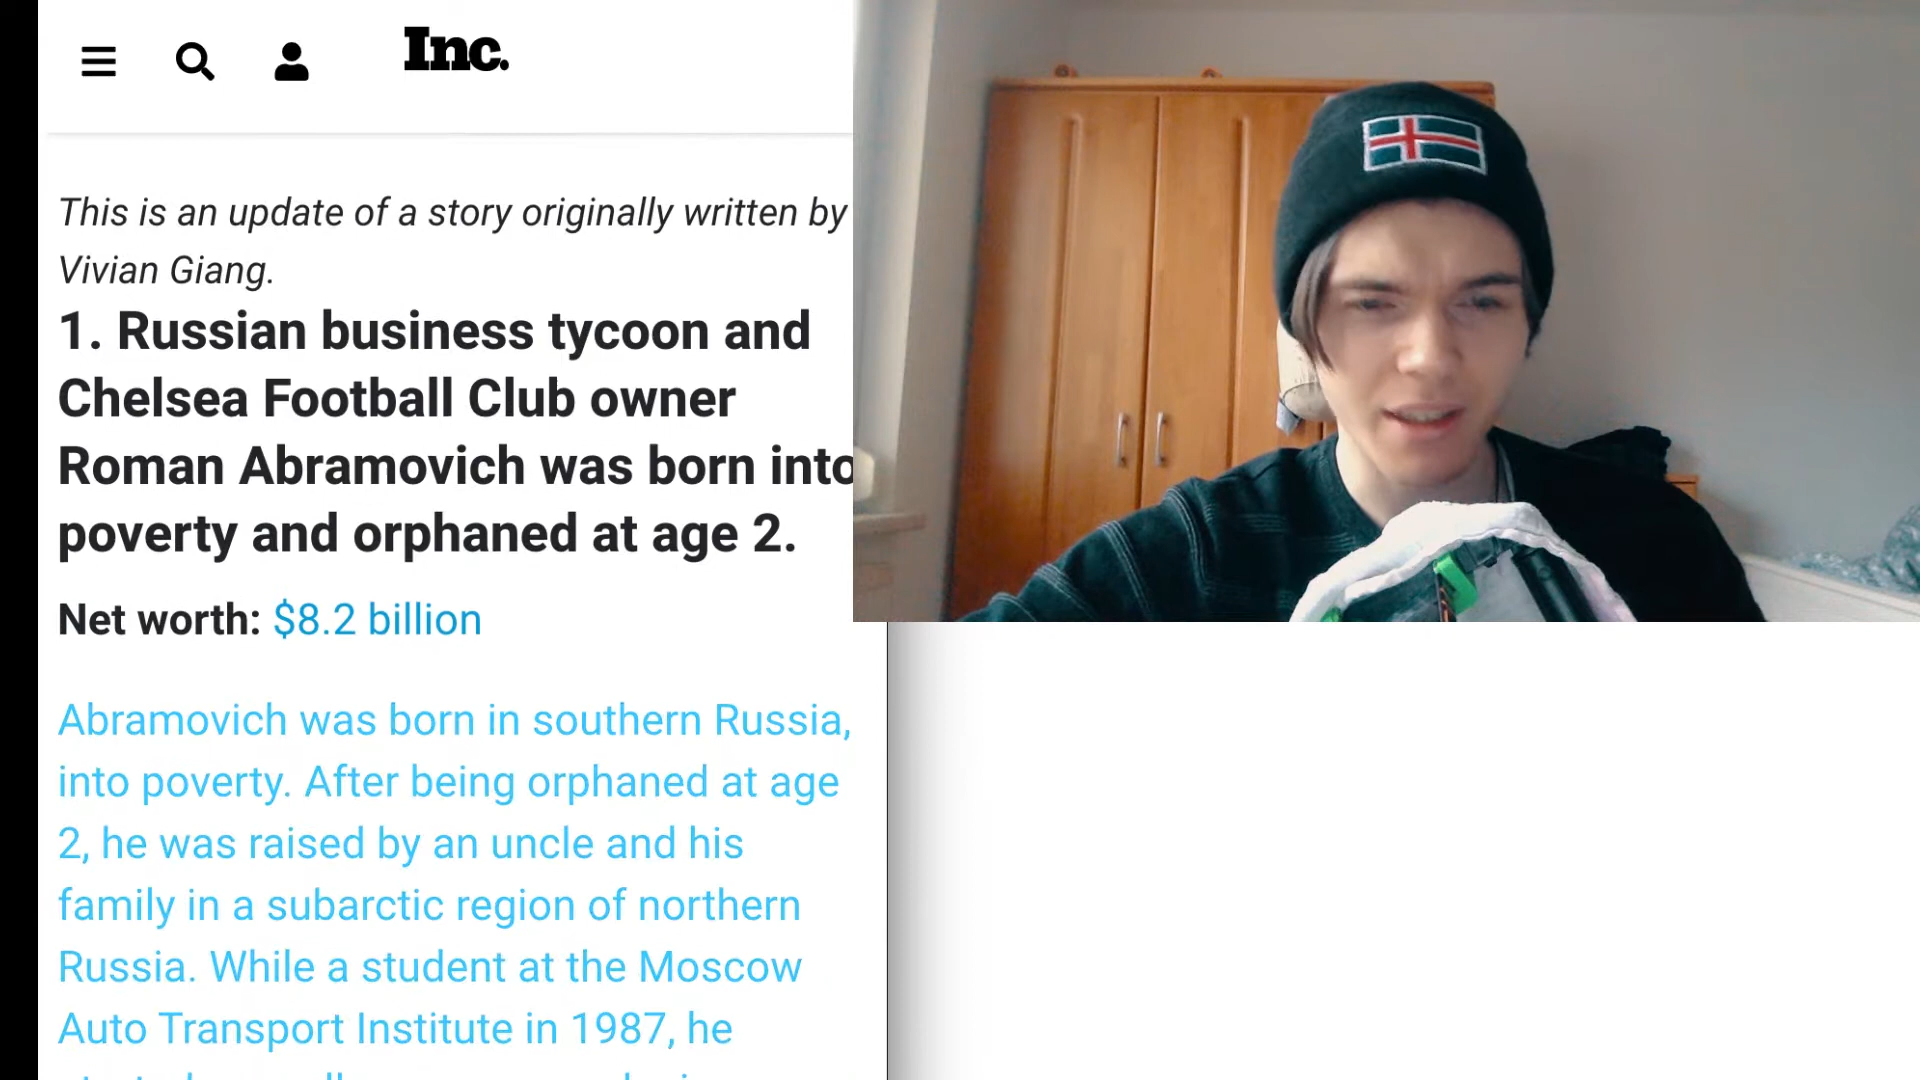 Inc.
This is an update of a story originally written by
Vivian Giang.
1. Russian business tycoon and
Chelsea Football Club owner
Roman Abramovich was born into
poverty and orphaned at age 2.
Net worth: $8.2 billion
Abramovich was born in southern Russia,
into poverty. After being orphaned at age
2, he was raised by an uncle and his
family in a subarctic region of northern
Russia. While a student at the Moscow
Auto Transport Institute in 1987, he